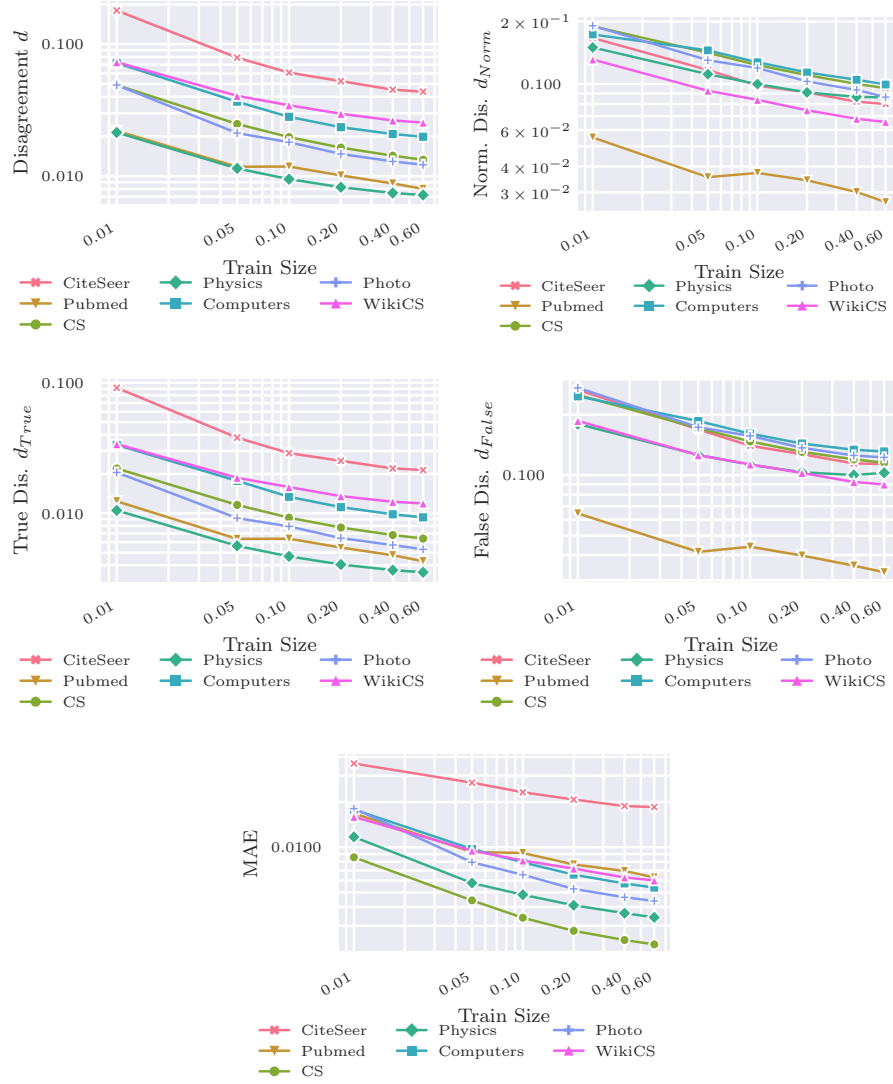 Disagreement d
0.100
0.010
0.01
0.05
0.10
0.20
0.40
0.60
Train Size
CiteSeer
Physics
Photo
Pubmed
Computers
WikiCS
CS
Norm. Dis. d_Norm
2 × 10⁻¹
0.100
6 × 10⁻²
4 × 10⁻²
3 × 10⁻²
0.01
0.05
0.10
0.20
0.40
0.60
Train Size
CiteSeer
Physics
Photo
Pubmed
Computers
WikiCS
CS
True Dis. d_True
0.100
0.010
0.01
0.05
0.10
0.20
0.40
0.60
Train Size
CiteSeer
Physics
Photo
Pubmed
Computers
WikiCS
CS
False Dis. d_False
0.100
0.01
0.05
0.10
0.20
0.40
0.60
Train Size
CiteSeer
Physics
Photo
Pubmed
Computers
WikiCS
CS
MAE
0.0100
0.01
0.05
0.10
0.20
0.40
0.60
Train Size
CiteSeer
Physics
Photo
Pubmed
Computers
WikiCS
CS